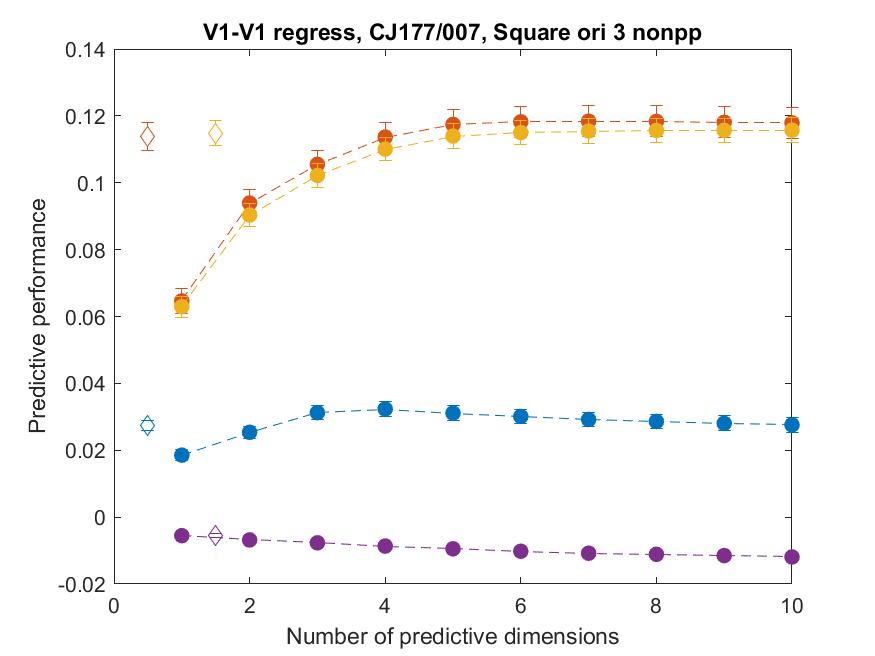 V1-V1 regress, CJ177/007, Square ori 3 nonpp
0.14
0.12
0.1
0.08
0.06
0.04
0.02
0
-0.02
Predictive performance
0 2 4 6 8 10
Number of predictive dimensions